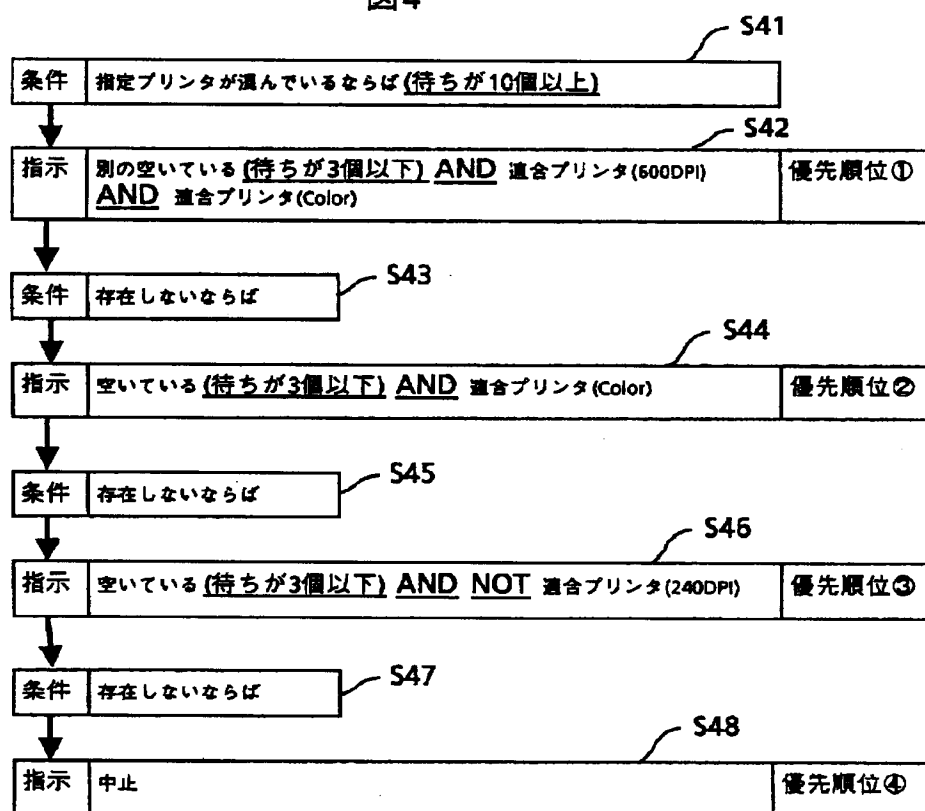 図4
S41
条件 指定プリンタが混んでいるならば(待ちが10個以上)
S42
指示 別の空いている(待ちが3個以下) AND 適合プリンタ(600DPI) 優先順位①
AND 適合プリンタ(Color)
S43
条件 存在しないならば
S44
指示 空いている(待ちが3個以下) AND 適合プリンタ(Color) 優先順位②
S45
条件 存在しないならば
S46
指示 空いている(待ちが3個以下) AND NOT 適合プリンタ(240DPI) 優先順位③
S47
条件 存在しないならば
S48
指示 中止 優先順位④